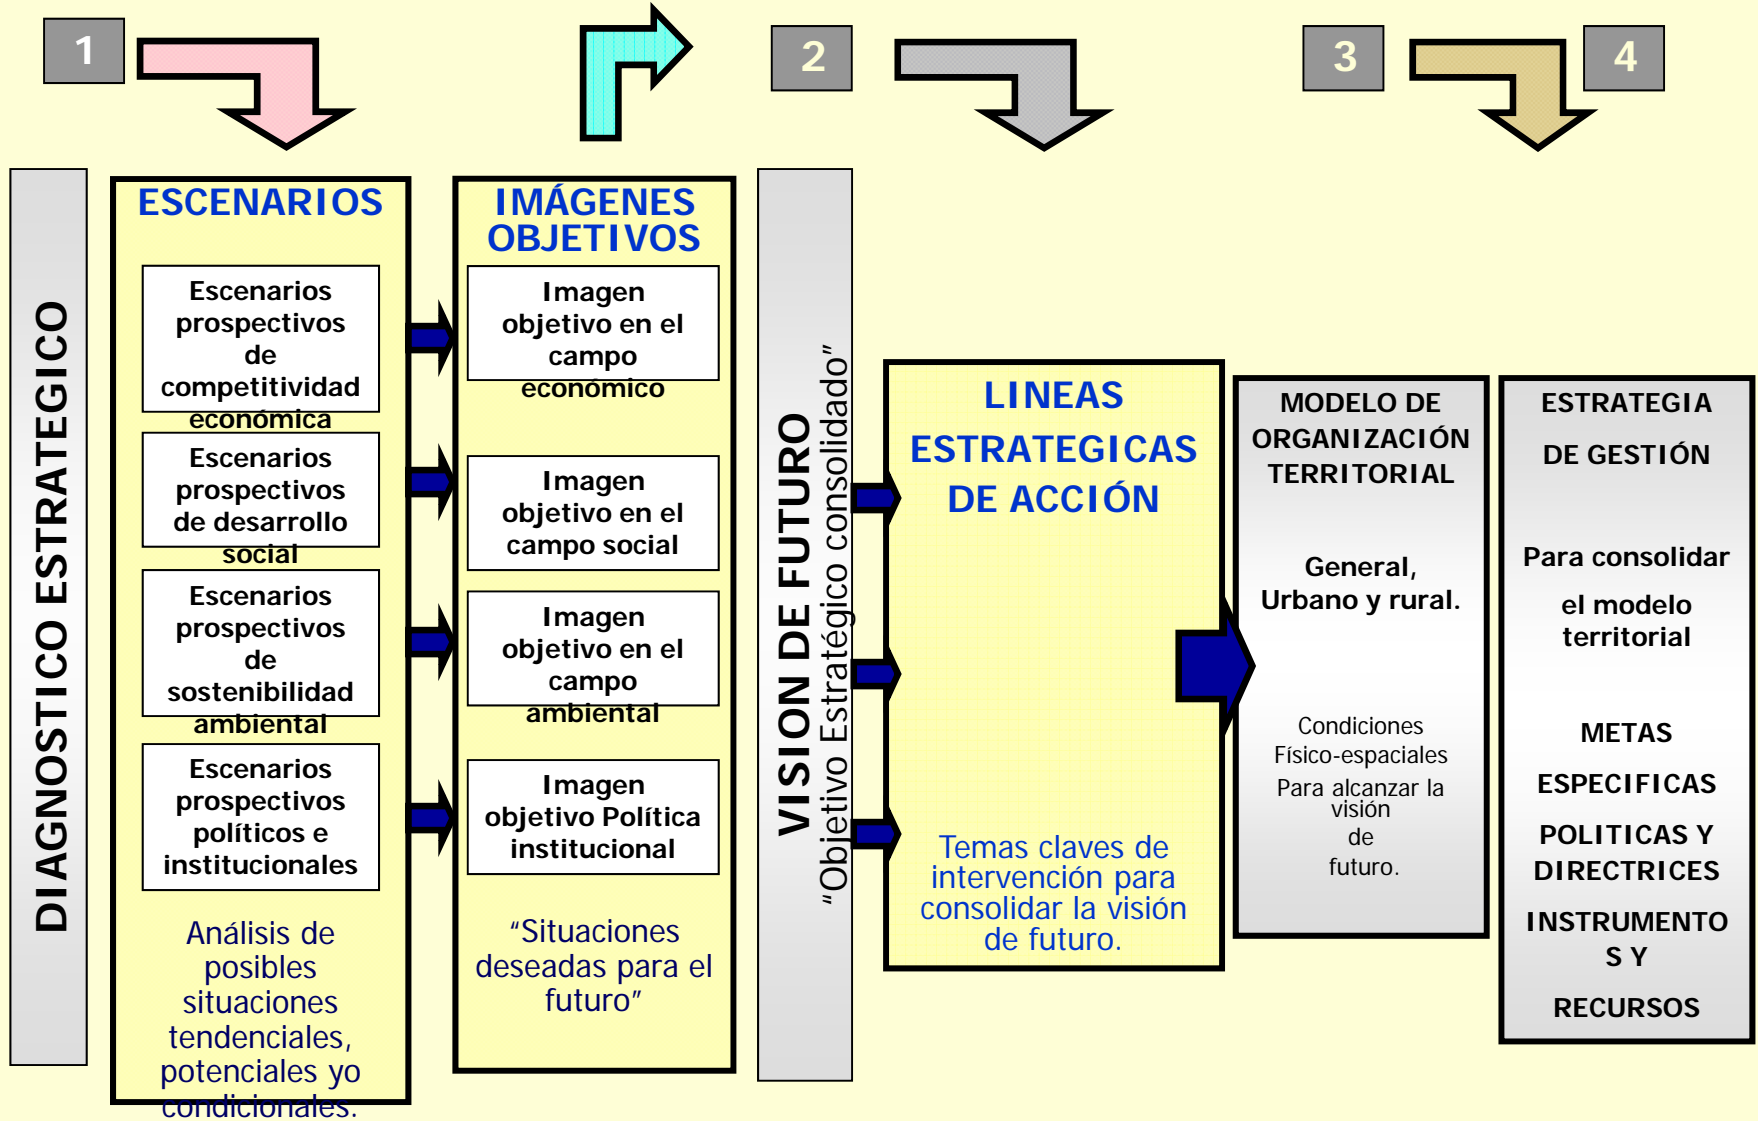 1
2
3
4
DIAGNOSTICO ESTRATEGICO
ESCENARIOS
Escenarios
prospectivos
de
competitividad
económica
Escenarios
prospectivos
de desarrollo
social
Escenarios
prospectivos
de
sostenibilidad
ambiental
Escenarios
prospectivos
políticos e
institucionales
Análisis de
posibles
situaciones
tendenciales,
potenciales yo
condicionales.
IMÁGENES
OBJETIVOS
Imagen
objetivo en el
campo
económico
Imagen
objetivo en el
campo social
Imagen
objetivo en el
campo
ambiental
Imagen
objetivo Política
institucional
“Situaciones
deseadas para el
futuro”
VISION DE FUTURO
“Objetivo Estratégico consolidado”
LINEAS
ESTRATEGICAS
DE ACCIÓN
Temas claves de
intervención para
consolidar la visión
de futuro.
MODELO DE
ORGANIZACIÓN
TERRITORIAL
General,
Urbano y rural.
Condiciones
Físico-espaciales
Para alcanzar la
visión
de
futuro.
ESTRATEGIA
DE GESTIÓN
Para consolidar
el modelo
territorial
METAS
ESPECIFICAS
POLITICAS Y
DIRECTRICES
INSTRUMENTO
S Y
RECURSOS